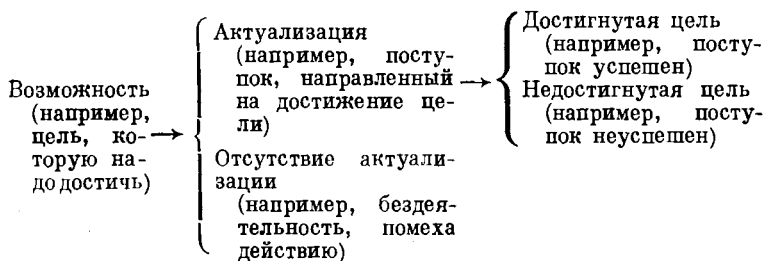 Возможность
(например,
цель, ко-
торую на-
до достичь)
Актуализация
(например, посту-
пок, направленный
на достижение це-
ли)
Отсутствие актуали-
зации
(например, бездея-
тельность, помеха
действию)
Достигнутая цель
(например, посту-
пок успешен)
Недостигнутая цель
(например, посту-
пок неуспешен)